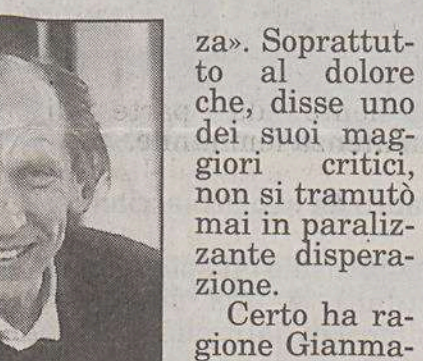 za». Soprattut-
to al dolore
che, disse uno
dei suoi mag-
giori critici,
non si tramutò
mai in paraliz-
zante dispera-
zione.
Certo ha ra-
gione Gianma-